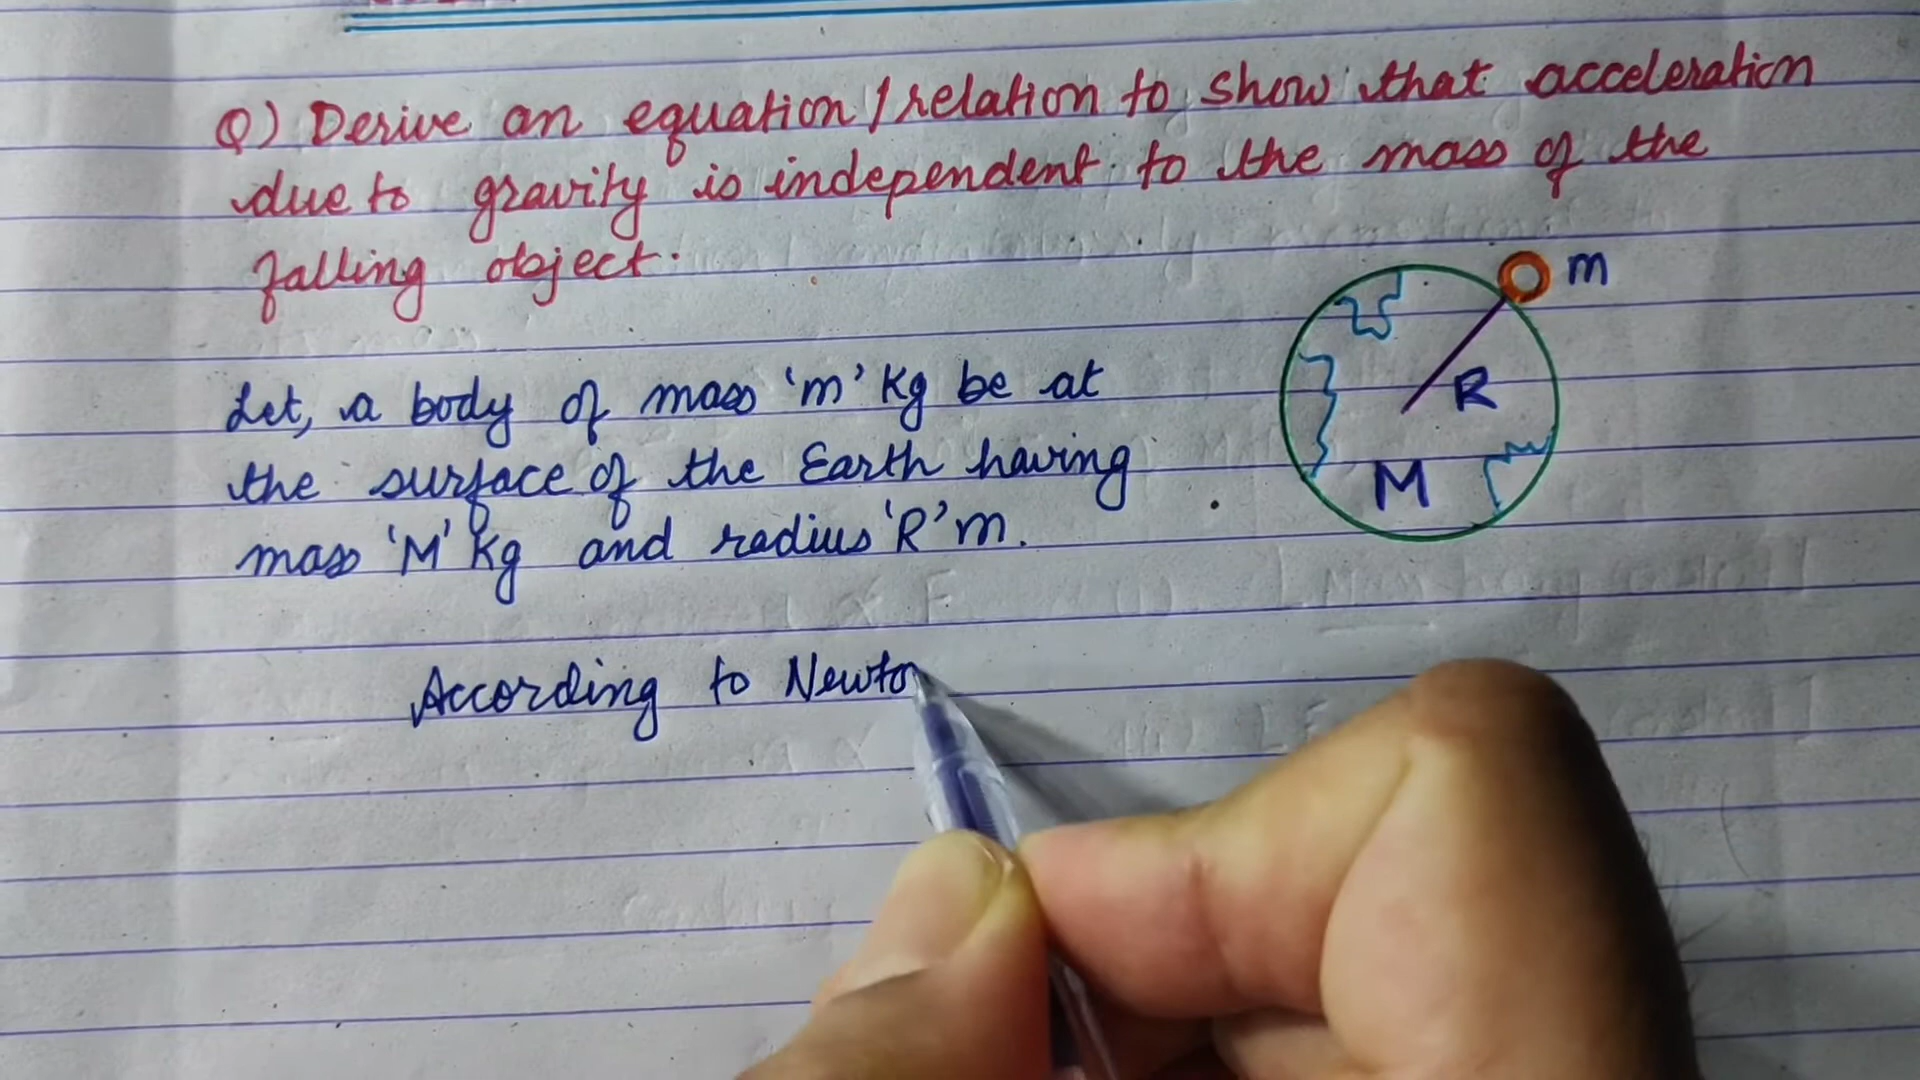 Q) Derive an equation/relation to show that acceleration
due to gravity is independent to the mass of the
falling object.
m
Let, a body of mass 'm' Kg be at
the surface of the Earth having
mass 'M' Kg and radius 'R' m.
R
M
According to Newto